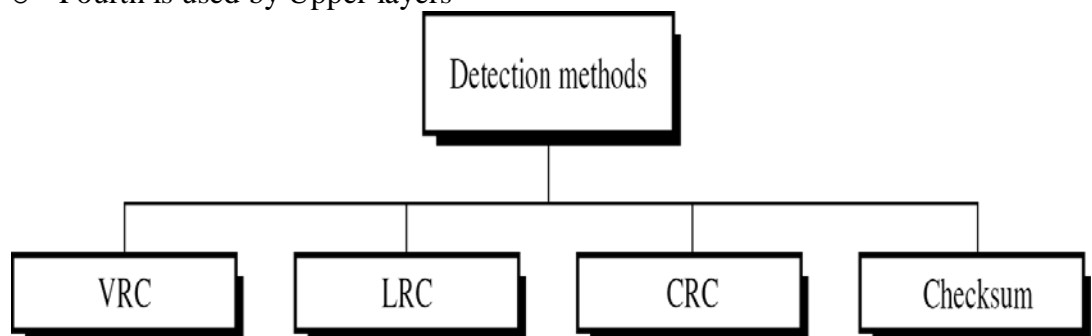 ○ Fourth is used by Upper layers
Detection methods
VRC LRC CRC Checksum